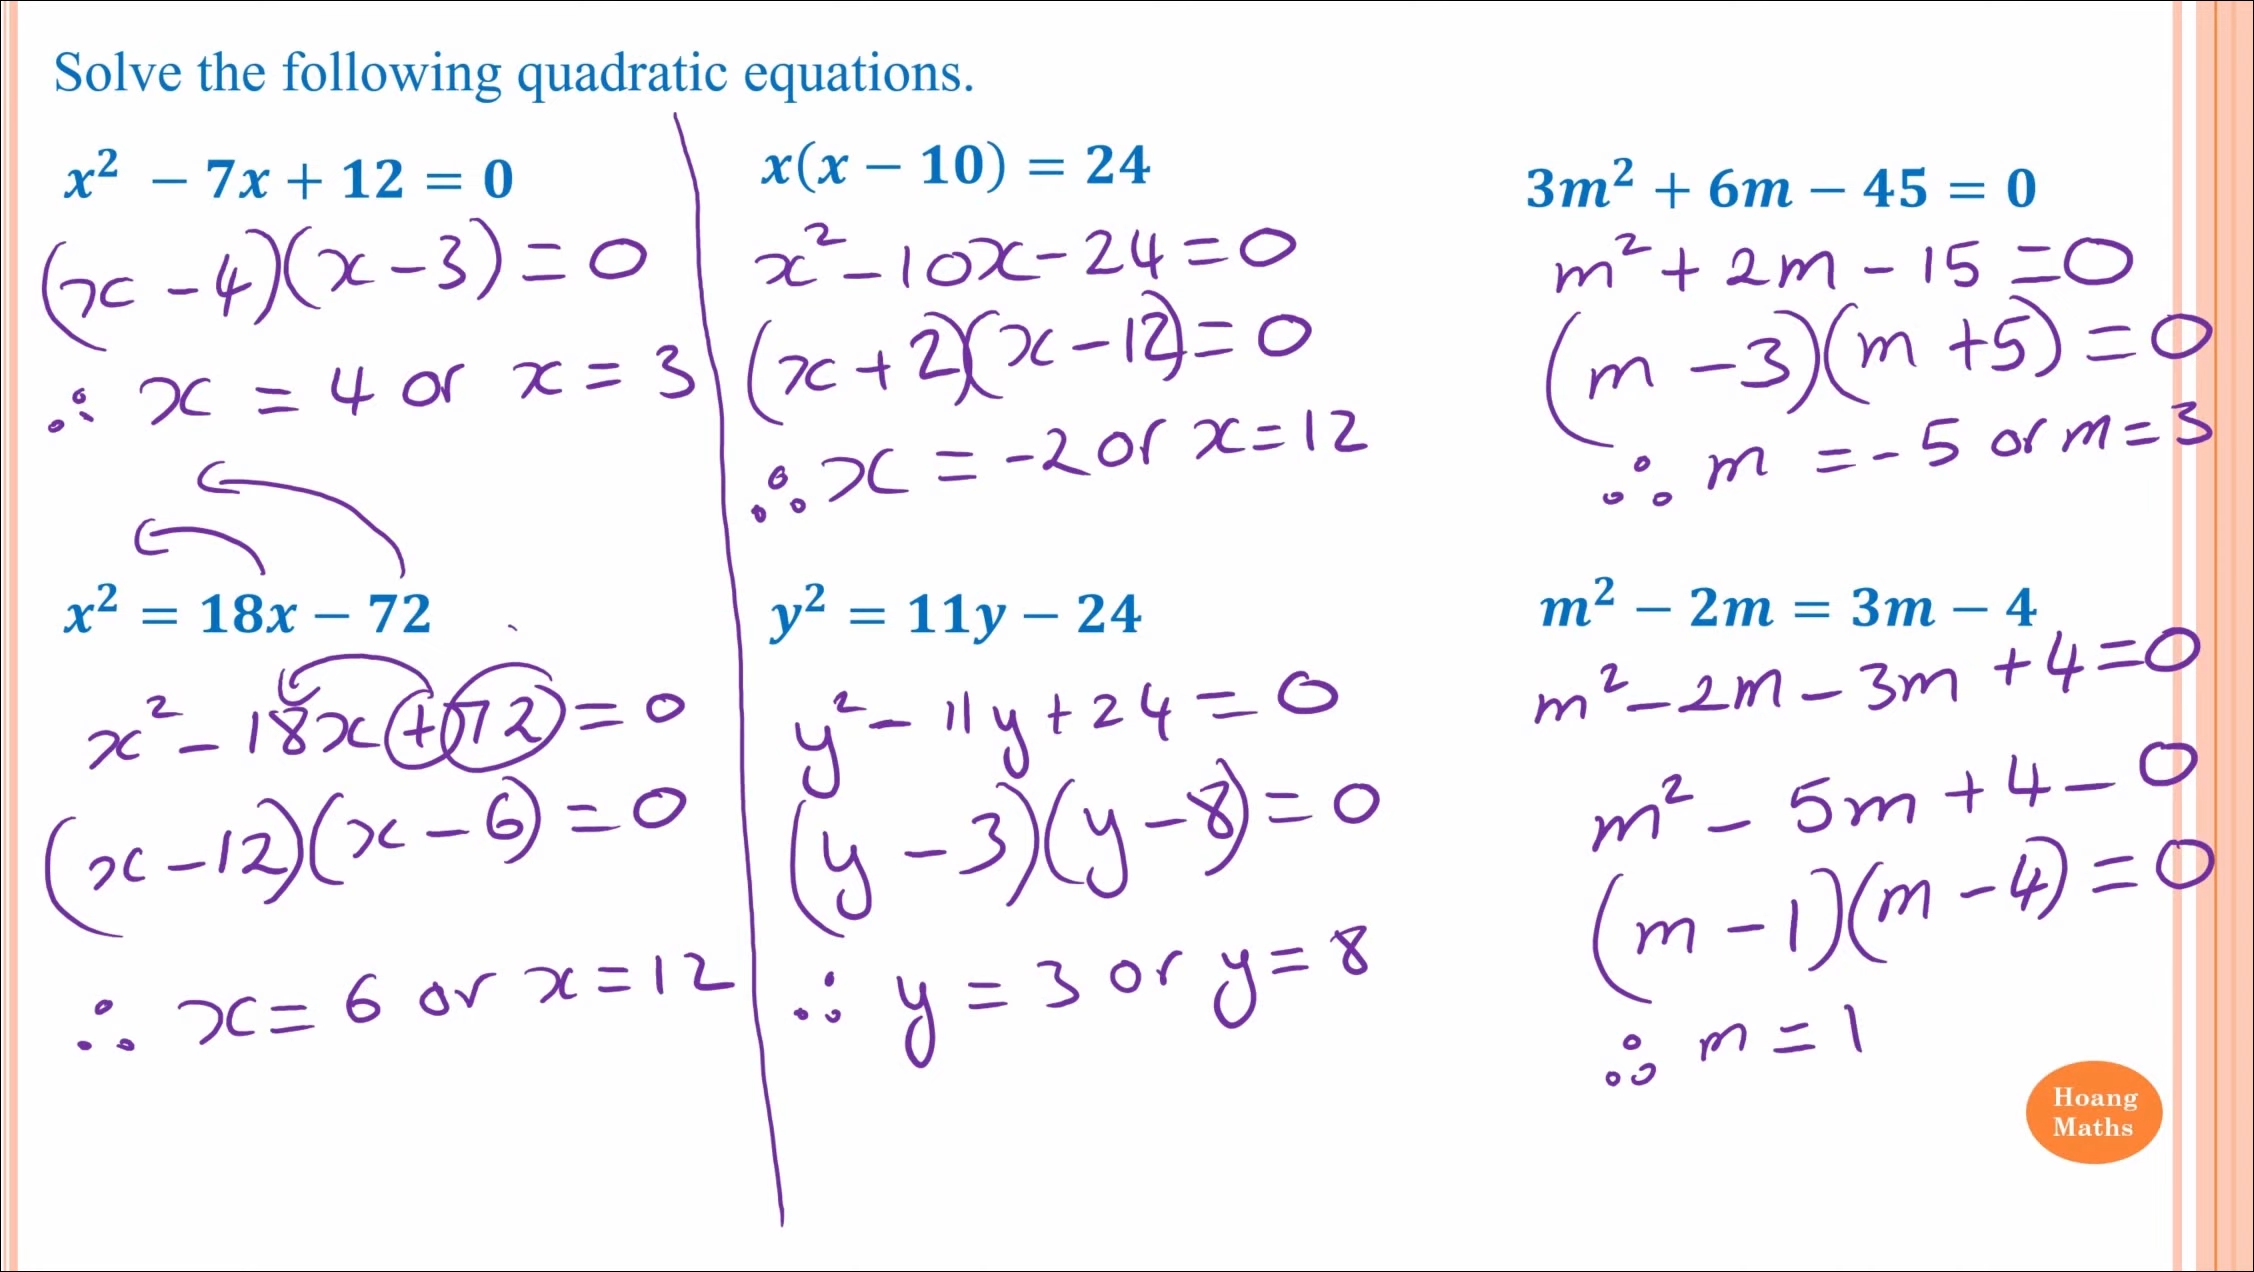 Solve the following quadratic equations.
x² − 7x + 12 = 0
(x − 4)(x − 3) = 0
∴ x = 4 or x = 3
x² = 18x − 72
x² − 18x + 72 = 0
(x − 12)(x − 6) = 0
∴ x = 6 or x = 12
x(x − 10) = 24
x² − 10x − 24 = 0
(x + 2)(x − 12) = 0
∴ x = −2 or x = 12
y² = 11y − 24
y² − 11y + 24 = 0
(y − 3)(y − 8) = 0
∴ y = 3 or y = 8
3m² + 6m − 45 = 0
m² + 2m − 15 = 0
(m − 3)(m + 5) = 0
∴ m = −5 or m = 3
m² − 2m = 3m − 4
m² − 2m − 3m + 4 = 0
m² − 5m + 4 − 0
(m − 1)(m − 4) = 0
∴ m = 1
Hoang
Maths